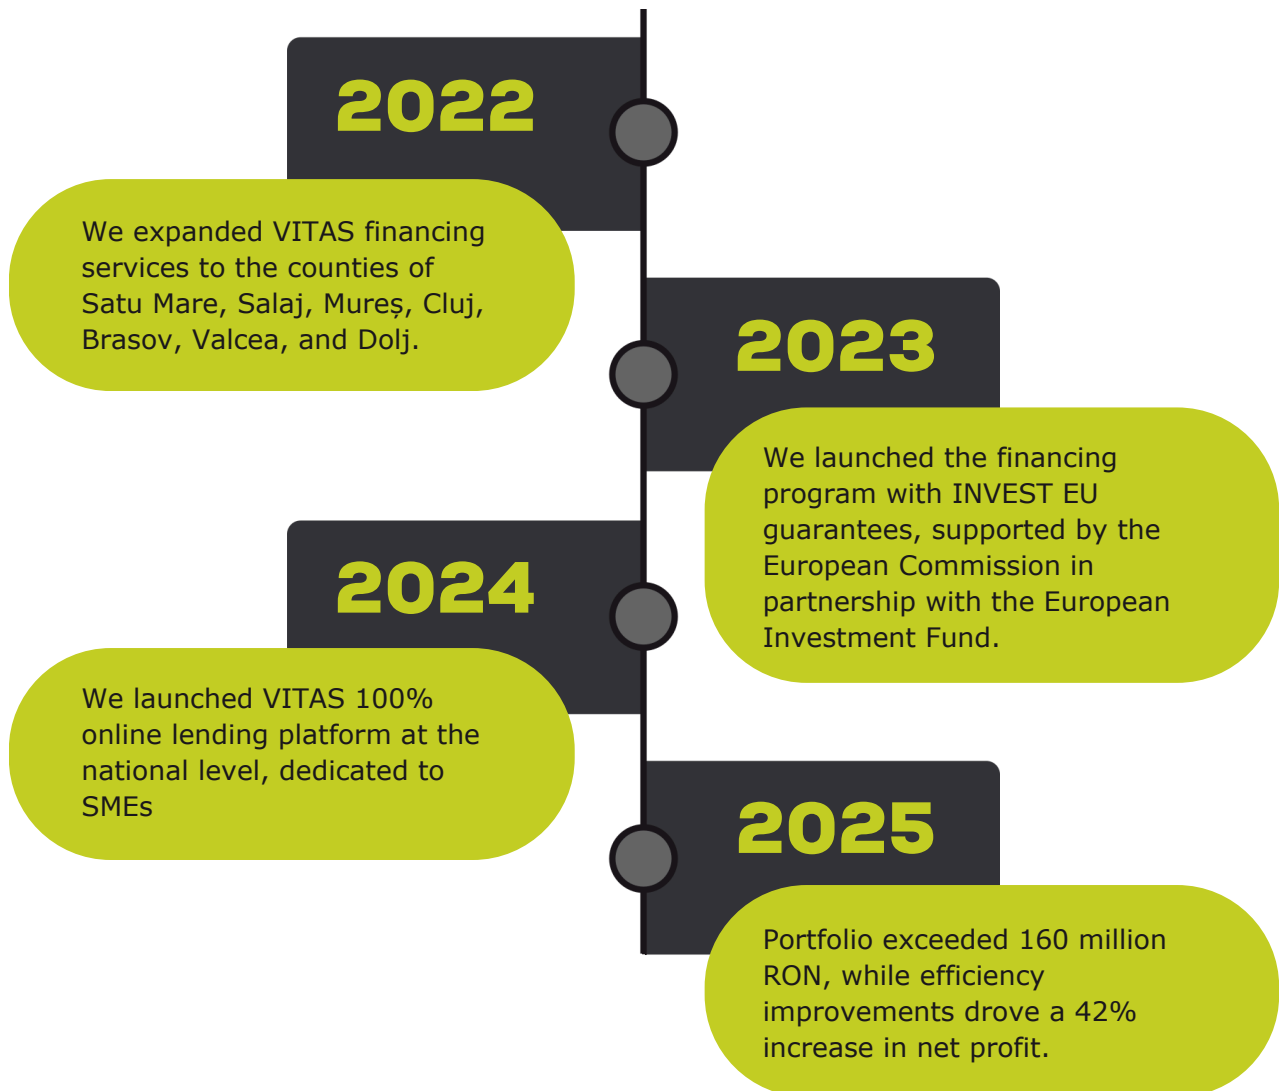 2022
We expanded VITAS financing
services to the counties of
Satu Mare, Salaj, Mureș, Cluj,
Brasov, Valcea, and Dolj.
2023
We launched the financing
program with INVEST EU
guarantees, supported by the
European Commission in
partnership with the European
Investment Fund.
2024
We launched VITAS 100%
online lending platform at the
national level, dedicated to
SMEs
2025
Portfolio exceeded 160 million
RON, while efficiency
improvements drove a 42%
increase in net profit.